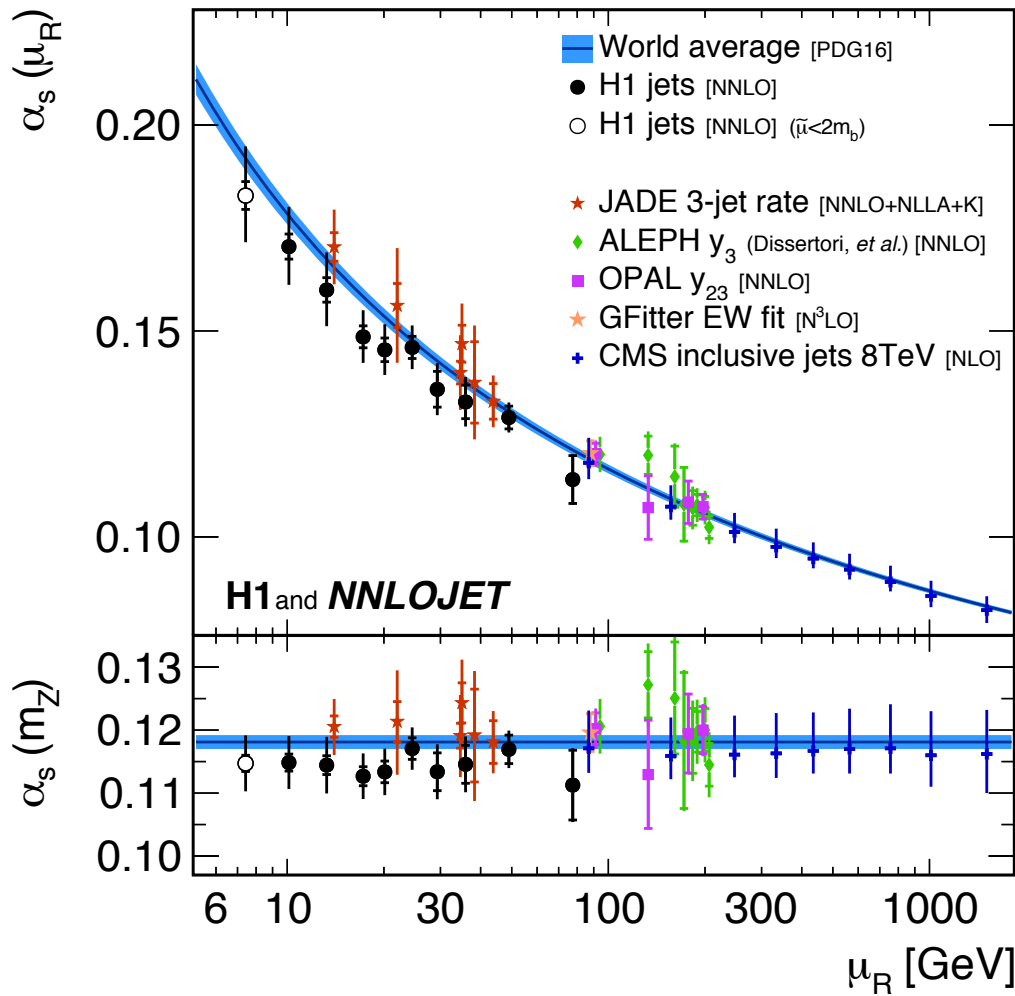 α_s (μ_R)
0.20
0.15
0.10
World average [PDG16]
H1 jets [NNLO]
H1 jets [NNLO] (μ̃<2m_b)
JADE 3-jet rate [NNLO+NLLA+K]
ALEPH y_3 (Dissertori, et al.) [NNLO]
OPAL y_23 [NNLO]
GFitter EW fit [N³LO]
CMS inclusive jets 8TeV [NLO]
H1 and NNLOJET
α_s (m_Z)
0.13
0.12
0.11
0.10
6 10 30 100 300 1000
μ_R [GeV]